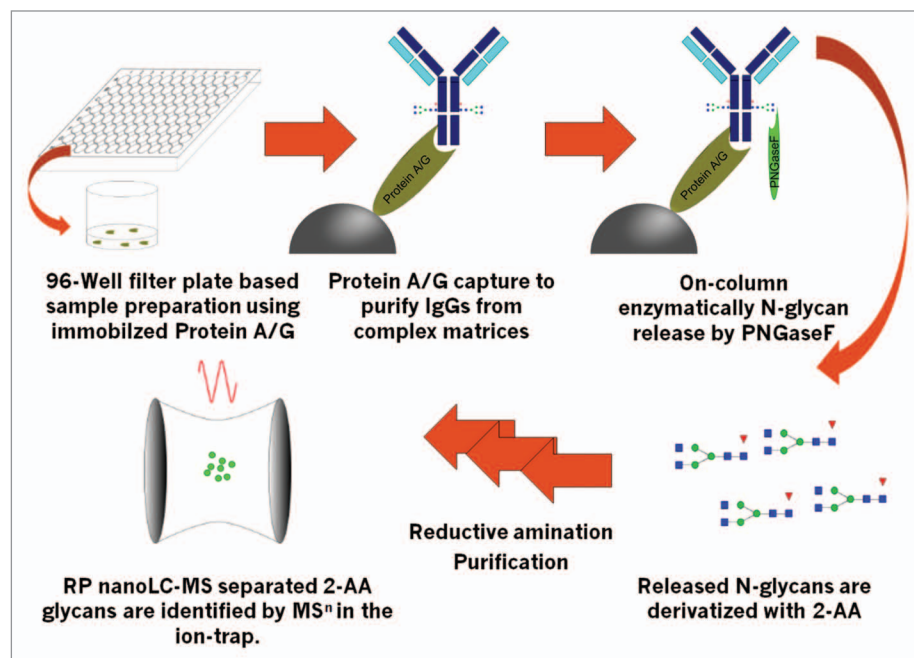 Protein A/G
Protein A/G
PNGaseF
96-Well filter plate based
sample preparation using
immobilzed Protein A/G
Protein A/G capture to
purify IgGs from
complex matrices
On-column
enzymatically N-glycan
release by PNGaseF
Reductive amination
Purification
RP nanoLC-MS separated 2-AA
glycans are identified by MSⁿ in the
ion-trap.
Released N-glycans are
derivatized with 2-AA